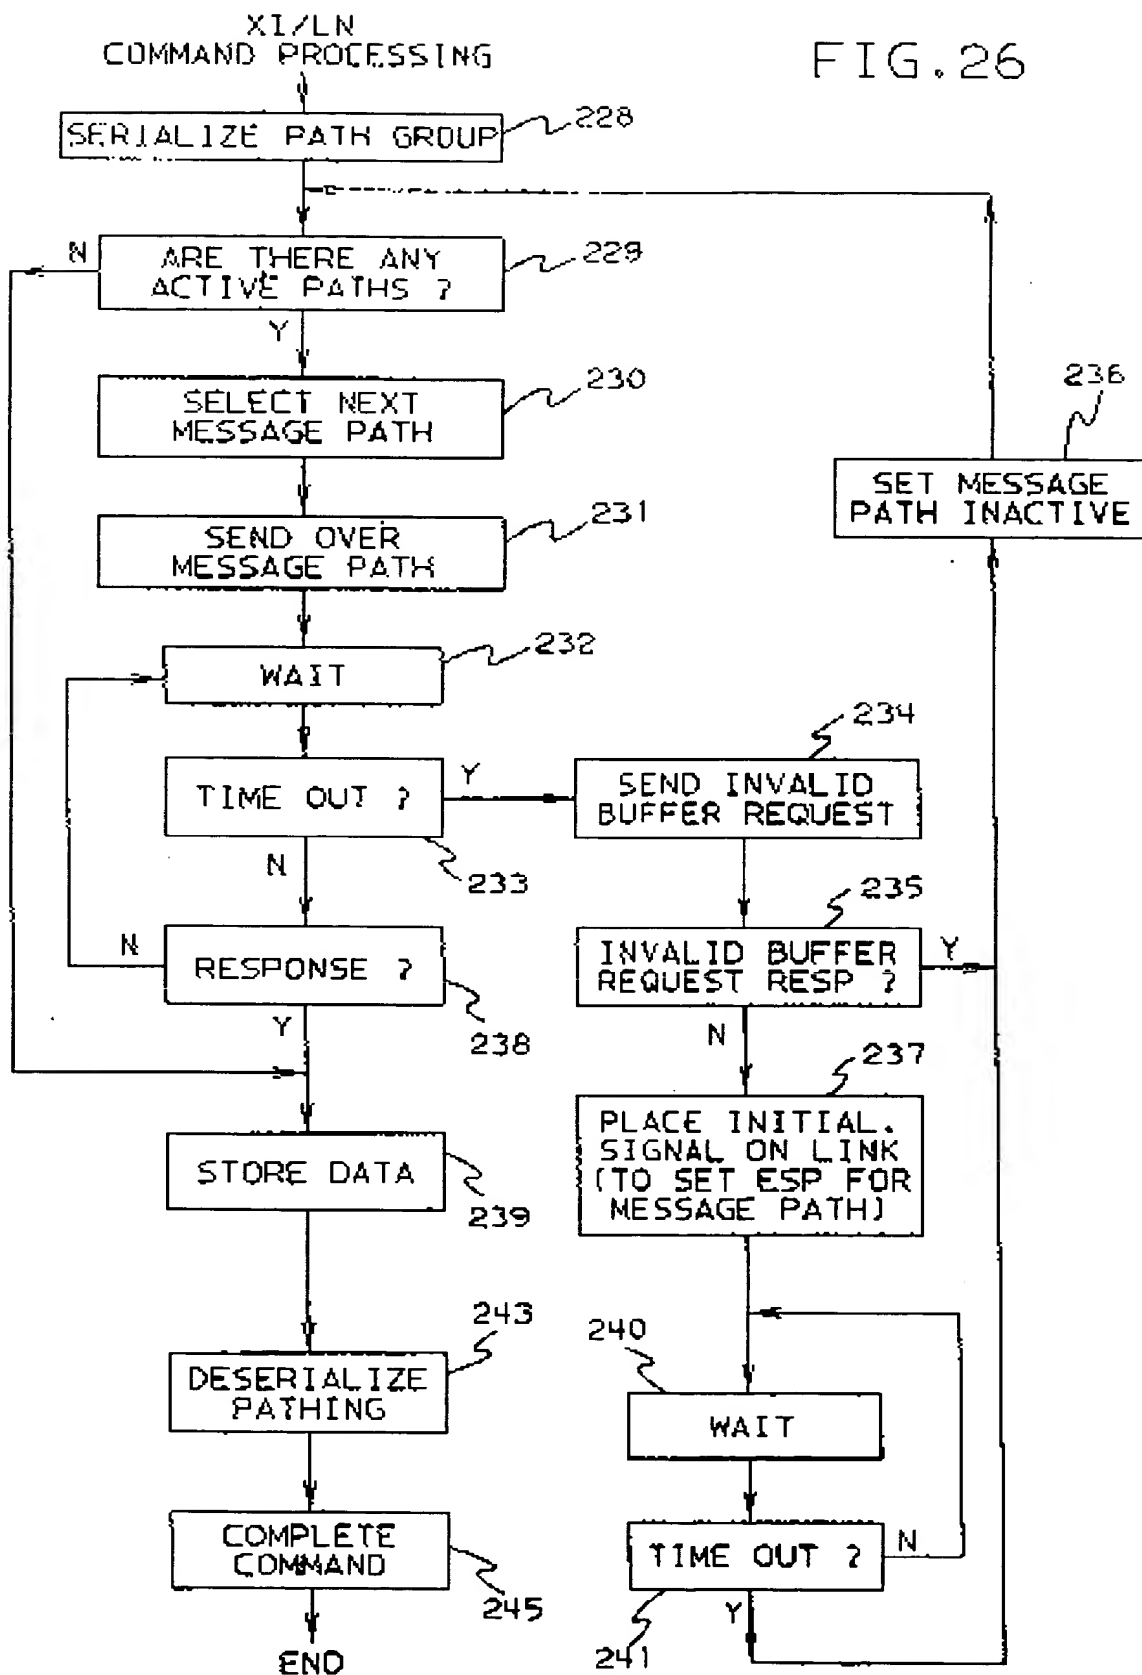 XI/LN
COMMAND PROCESSING
FIG.26
SERIALIZE PATH GROUP
228
N
ARE THERE ANY
ACTIVE PATHS ?
229
Y
SELECT NEXT
MESSAGE PATH
230
236
SET MESSAGE
PATH INACTIVE
SEND OVER
MESSAGE PATH
231
WAIT
232
TIME OUT ?
Y
233
N
234
SEND INVALID
BUFFER REQUEST
235
INVALID BUFFER
REQUEST RESP ?
Y
N
RESPONSE ?
N
238
Y
237
PLACE INITIAL.
SIGNAL ON LINK
(TO SET ESP FOR
MESSAGE PATH)
STORE DATA
239
243
DESERIALIZE
PATHING
240
WAIT
COMPLETE
COMMAND
245
TIME OUT ?
N
241
Y
END